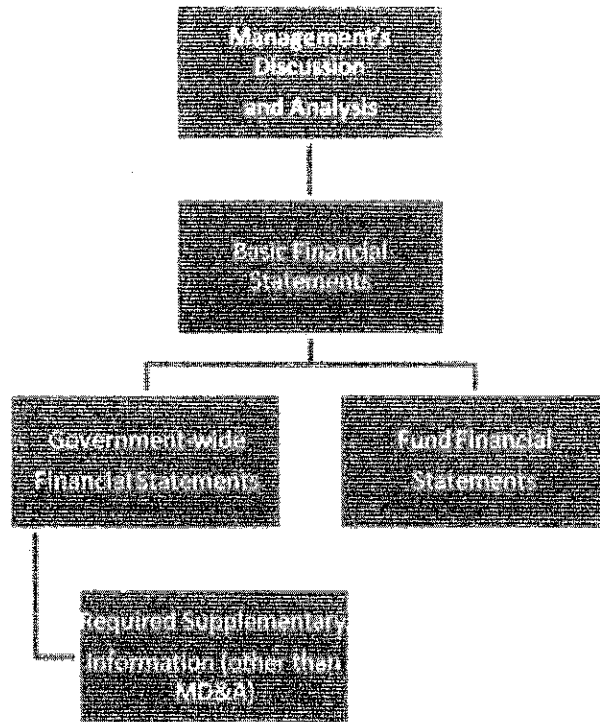 Management's
Discussion
and Analysis
Basic Financial
Statements
Government-wide
Financial Statements
Fund Financial
Statements
Required Supplementary
Information (other than
MD&A)